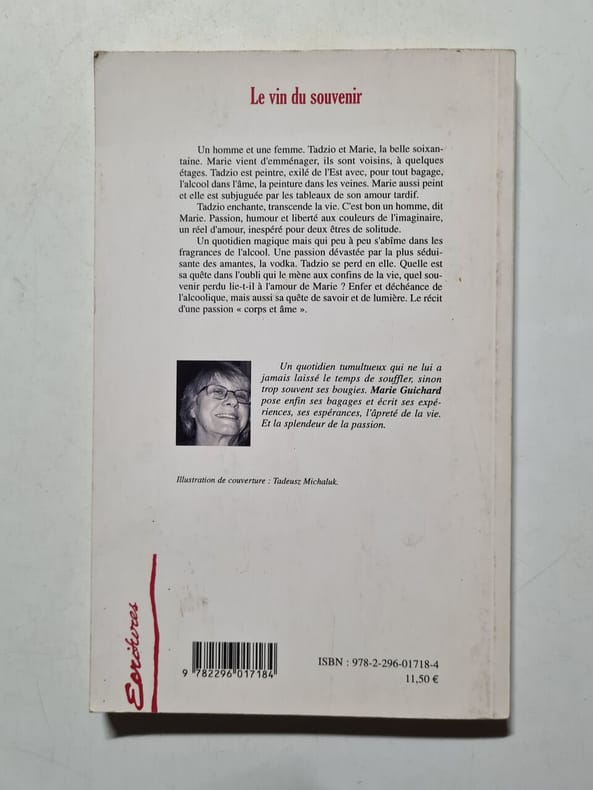 Le vin du souvenir
Un homme et une femme. Tadzio et Marie, la belle soixan-
taine. Marie vient d'emménager, ils sont voisins, à quelques
étages. Tadzio est peintre, exilé de l'Est avec, pour tout bagage,
l'alcool dans l'âme, la peinture dans les veines. Marie aussi peint
et elle est subjuguée par les tableaux de son amour tardif.
Tadzio enchante, transcende la vie. C'est bon un homme, dit
Marie. Passion, humour et liberté aux couleurs de l'imaginaire,
un réel d'amour, inespéré pour deux êtres de solitude.
Un quotidien magique mais qui peu à peu s'abîme dans les
fragrances de l'alcool. Une passion dévastée par la plus sédui-
sante des amantes, la vodka. Tadzio se perd en elle. Quelle est
sa quête dans l'oubli qui le mène aux confins de la vie, quel sou-
venir perdu lie-t-il à l'amour de Marie ? Enfer et déchéance de
l'alcoolique, mais aussi sa quête de savoir et de lumière. Le récit
d'une passion « corps et âme ».
Un quotidien tumultueux qui ne lui a
jamais laissé le temps de souffler, sinon
trop souvent ses bougies. Marie Guichard
pose enfin ses bagages et écrit ses expé-
riences, ses espérances, l'âpreté de la vie.
Et la splendeur de la passion.
Illustration de couverture : Tadeusz Michaluk.
Ecritures
9 782296 017184
ISBN : 978-2-296-01718-4
11,50 €